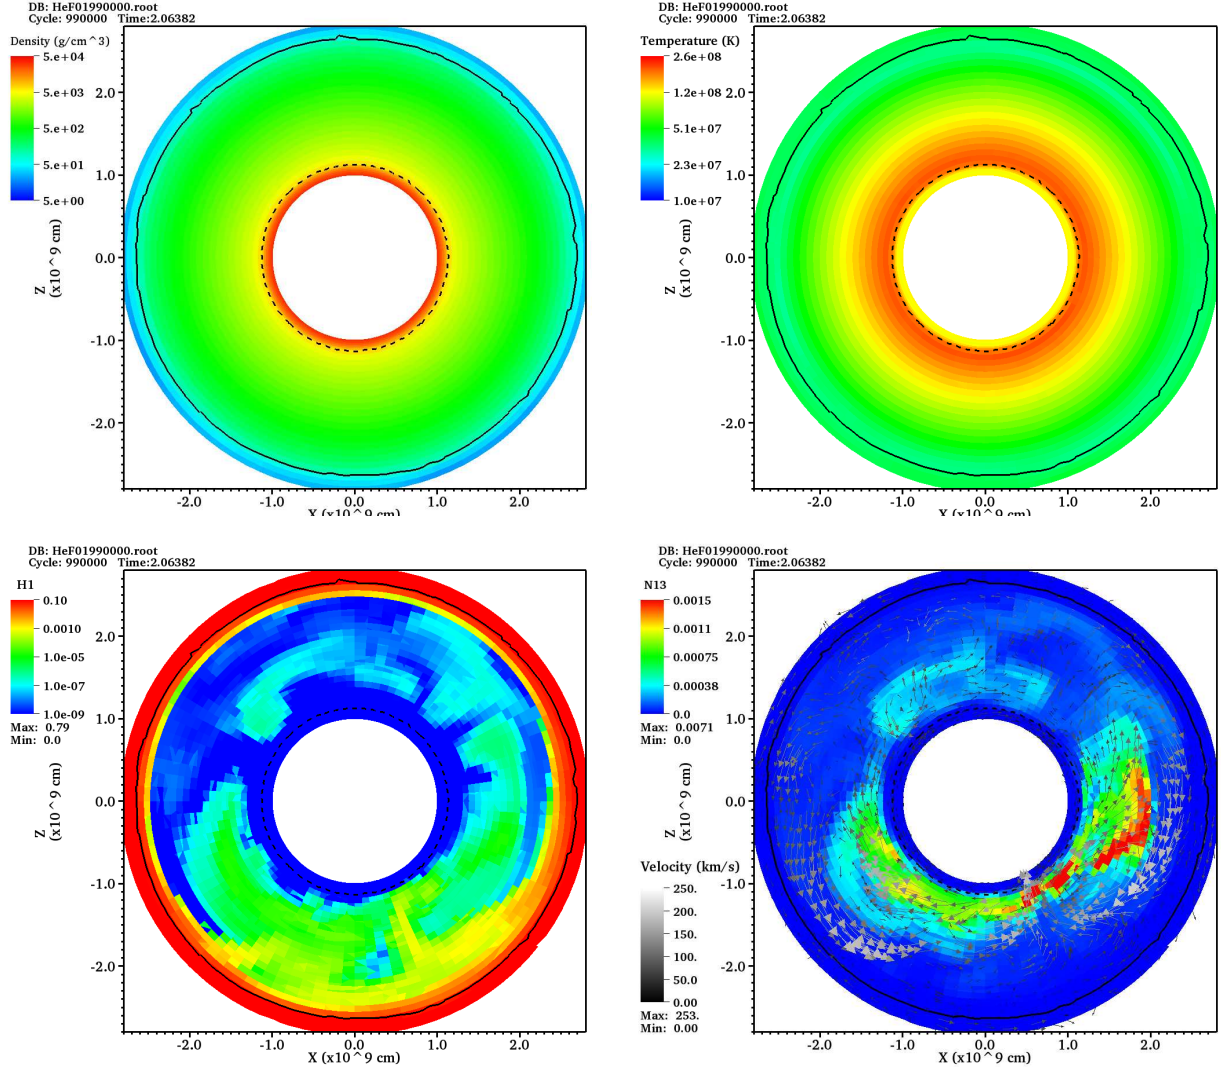 DB: HeF01990000.root
Cycle: 990000 Time:2.06382
Density (g/cm^3)
5.e+04
5.e+03
5.e+02
5.e+01
5.e+00
2.0
1.0
0.0
-1.0
-2.0
Z
(x10^9 cm)
-2.0 -1.0 0.0 1.0 2.0
X (x10^9 cm)
DB: HeF01990000.root
Cycle: 990000 Time:2.06382
Temperature (K)
2.6e+08
1.2e+08
5.1e+07
2.3e+07
1.0e+07
2.0
1.0
0.0
-1.0
-2.0
Z
(x10^9 cm)
-2.0 -1.0 0.0 1.0 2.0
X (x10^9 cm)
DB: HeF01990000.root
Cycle: 990000 Time:2.06382
H1
0.10
0.0010
1.0e-05
1.0e-07
1.0e-09
Max: 0.79
Min: 0.0
2.0
1.0
0.0
-1.0
-2.0
Z
(x10^9 cm)
-2.0 -1.0 0.0 1.0 2.0
X (x10^9 cm)
DB: HeF01990000.root
Cycle: 990000 Time:2.06382
N13
0.0015
0.0011
0.00075
0.00038
0.0
Max: 0.0071
Min: 0.0
2.0
1.0
0.0
-1.0
-2.0
Z
(x10^9 cm)
Velocity (km/s)
250.
200.
150.
100.
50.0
0.00
Max: 253.
Min: 0.00
-2.0 -1.0 0.0 1.0 2.0
X (x10^9 cm)